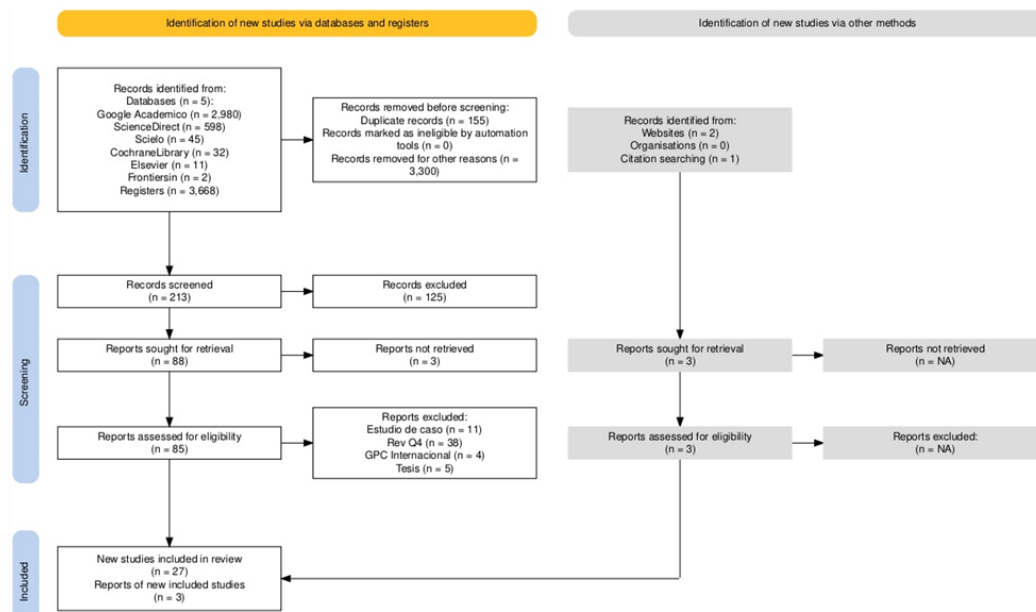 Identification of new studies via databases and registers
Identification of new studies via other methods
Identification
Records identified from:
Databases (n = 5):
Google Academico (n = 2,980)
ScienceDirect (n = 598)
Scielo (n = 45)
CochraneLibrary (n = 32)
Elsevier (n = 11)
Frontiersin (n = 2)
Registers (n = 3,668)
Records removed before screening:
Duplicate records (n = 155)
Records marked as ineligible by automation
tools (n = 0)
Records removed for other reasons (n =
3,300)
Records identified from:
Websites (n = 2)
Organisations (n = 0)
Citation searching (n = 1)
Screening
Records screened
(n = 213)
Records excluded
(n = 125)
Reports sought for retrieval
(n = 88)
Reports not retrieved
(n = 3)
Reports sought for retrieval
(n = 3)
Reports not retrieved
(n = NA)
Reports assessed for eligibility
(n = 85)
Reports excluded:
Estudio de caso (n = 11)
Rev Q4 (n = 38)
GPC Internacional (n = 4)
Tesis (n = 5)
Reports assessed for eligibility
(n = 3)
Reports excluded:
(n = NA)
Included
New studies included in review
(n = 27)
Reports of new included studies
(n = 3)